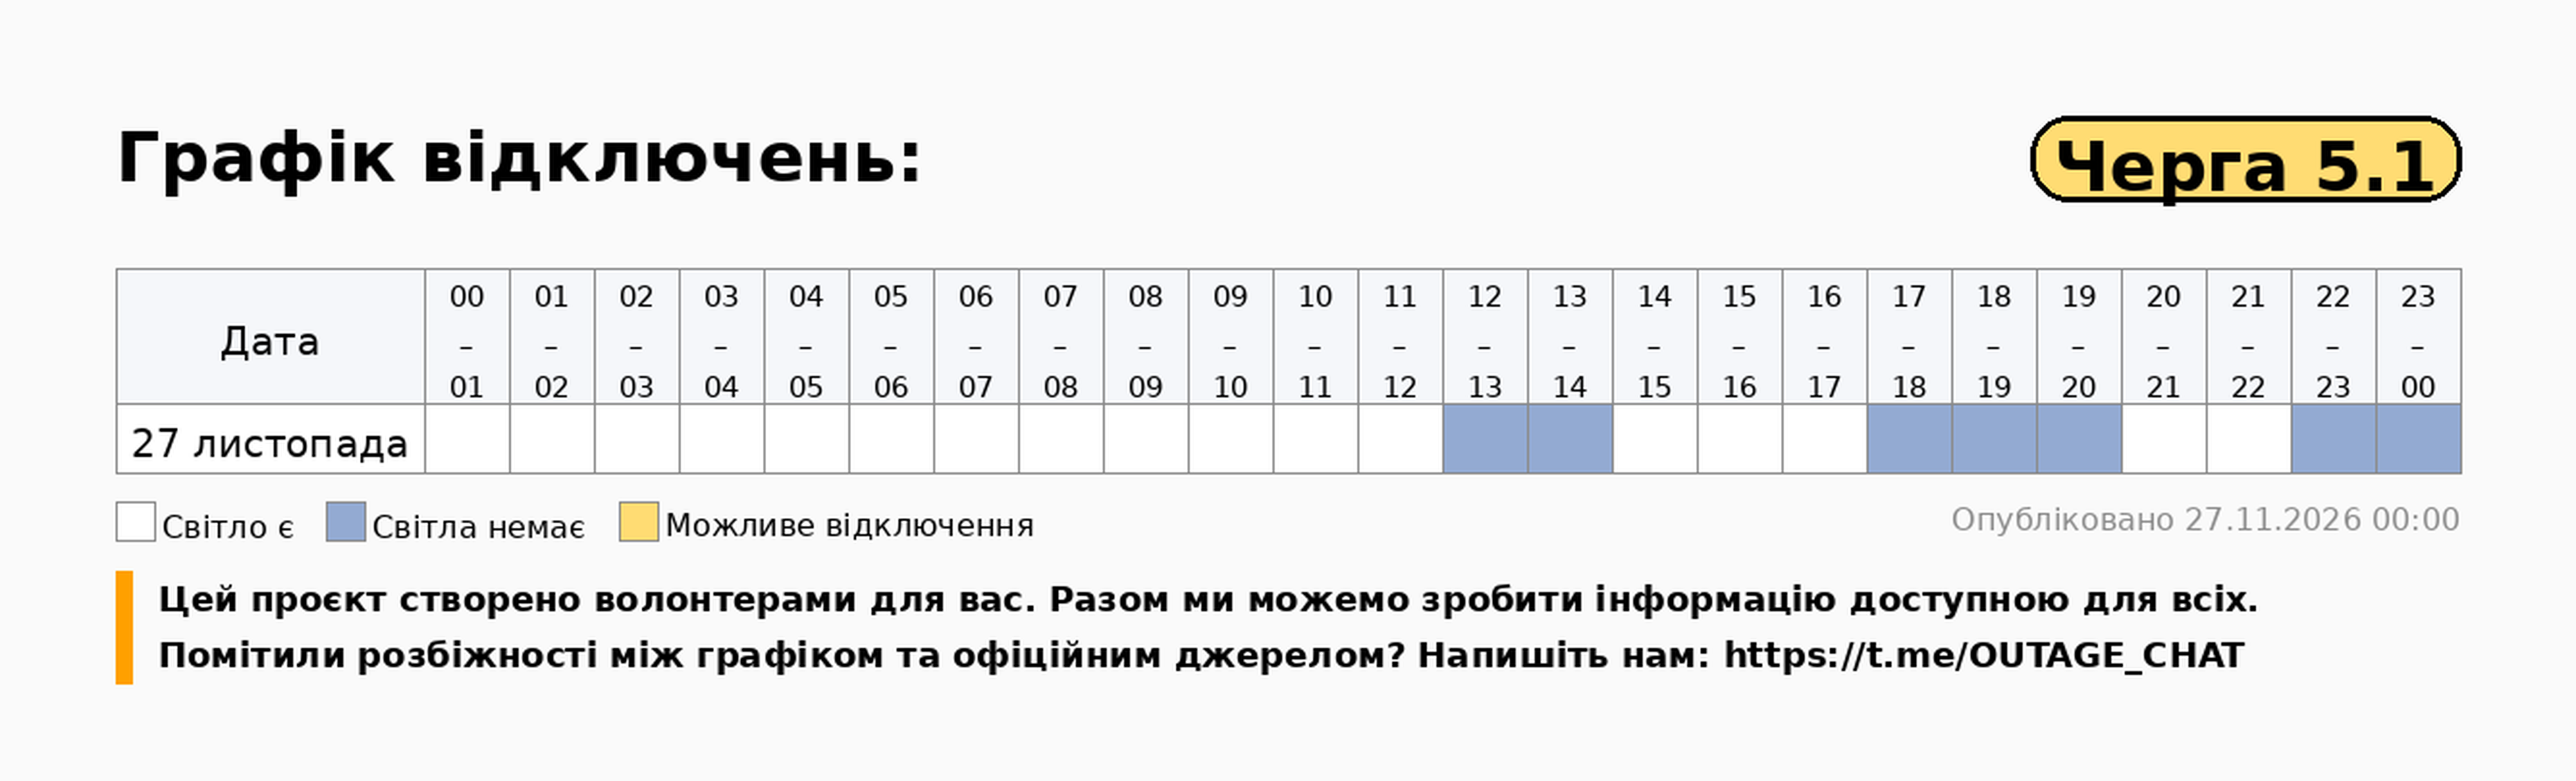 Графік відключень:
Черга 5.1
Дата
00 – 01
01 – 02
02 – 03
03 – 04
04 – 05
05 – 06
06 – 07
07 – 08
08 – 09
09 – 10
10 – 11
11 – 12
12 – 13
13 – 14
14 – 15
15 – 16
16 – 17
17 – 18
18 – 19
19 – 20
20 – 21
21 – 22
22 – 23
23 – 00
27 листопада
Світло є
Світла немає
Можливе відключення
Опубліковано 27.11.2026 00:00
Цей проєкт створено волонтерами для вас. Разом ми можемо зробити інформацію доступною для всіх.
Помітили розбіжності між графіком та офіційним джерелом? Напишіть нам: https://t.me/OUTAGE_CHAT